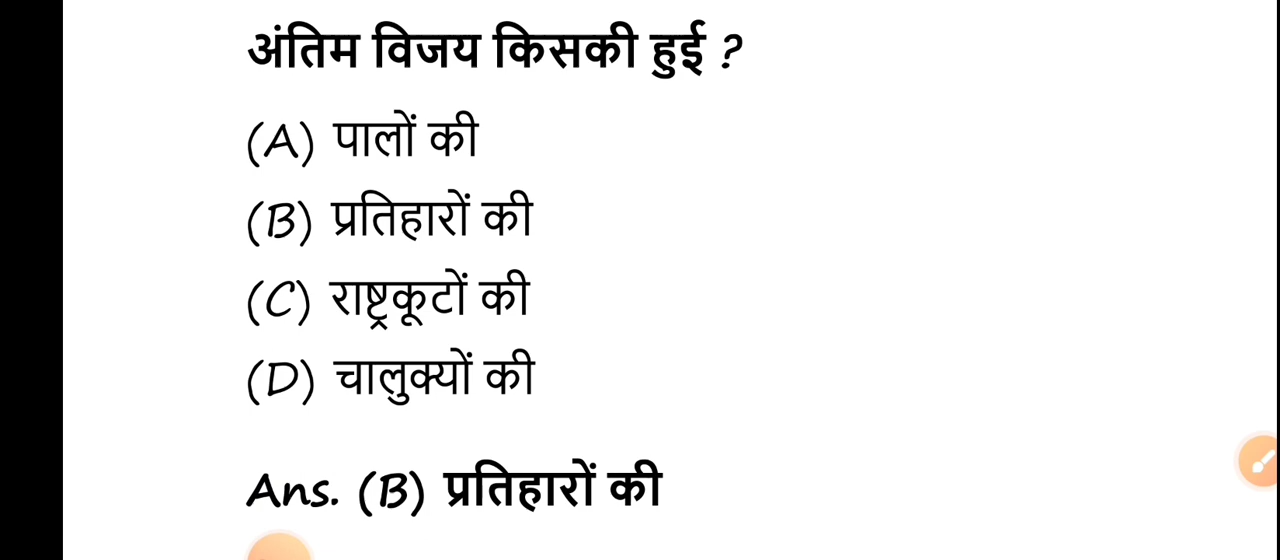 अंतिम विजय किसकी हुई ?
(A) पालों की
(B) प्रतिहारों की
(C) राष्ट्रकूटों की
(D) चालुक्यों की
Ans. (B) प्रतिहारों की